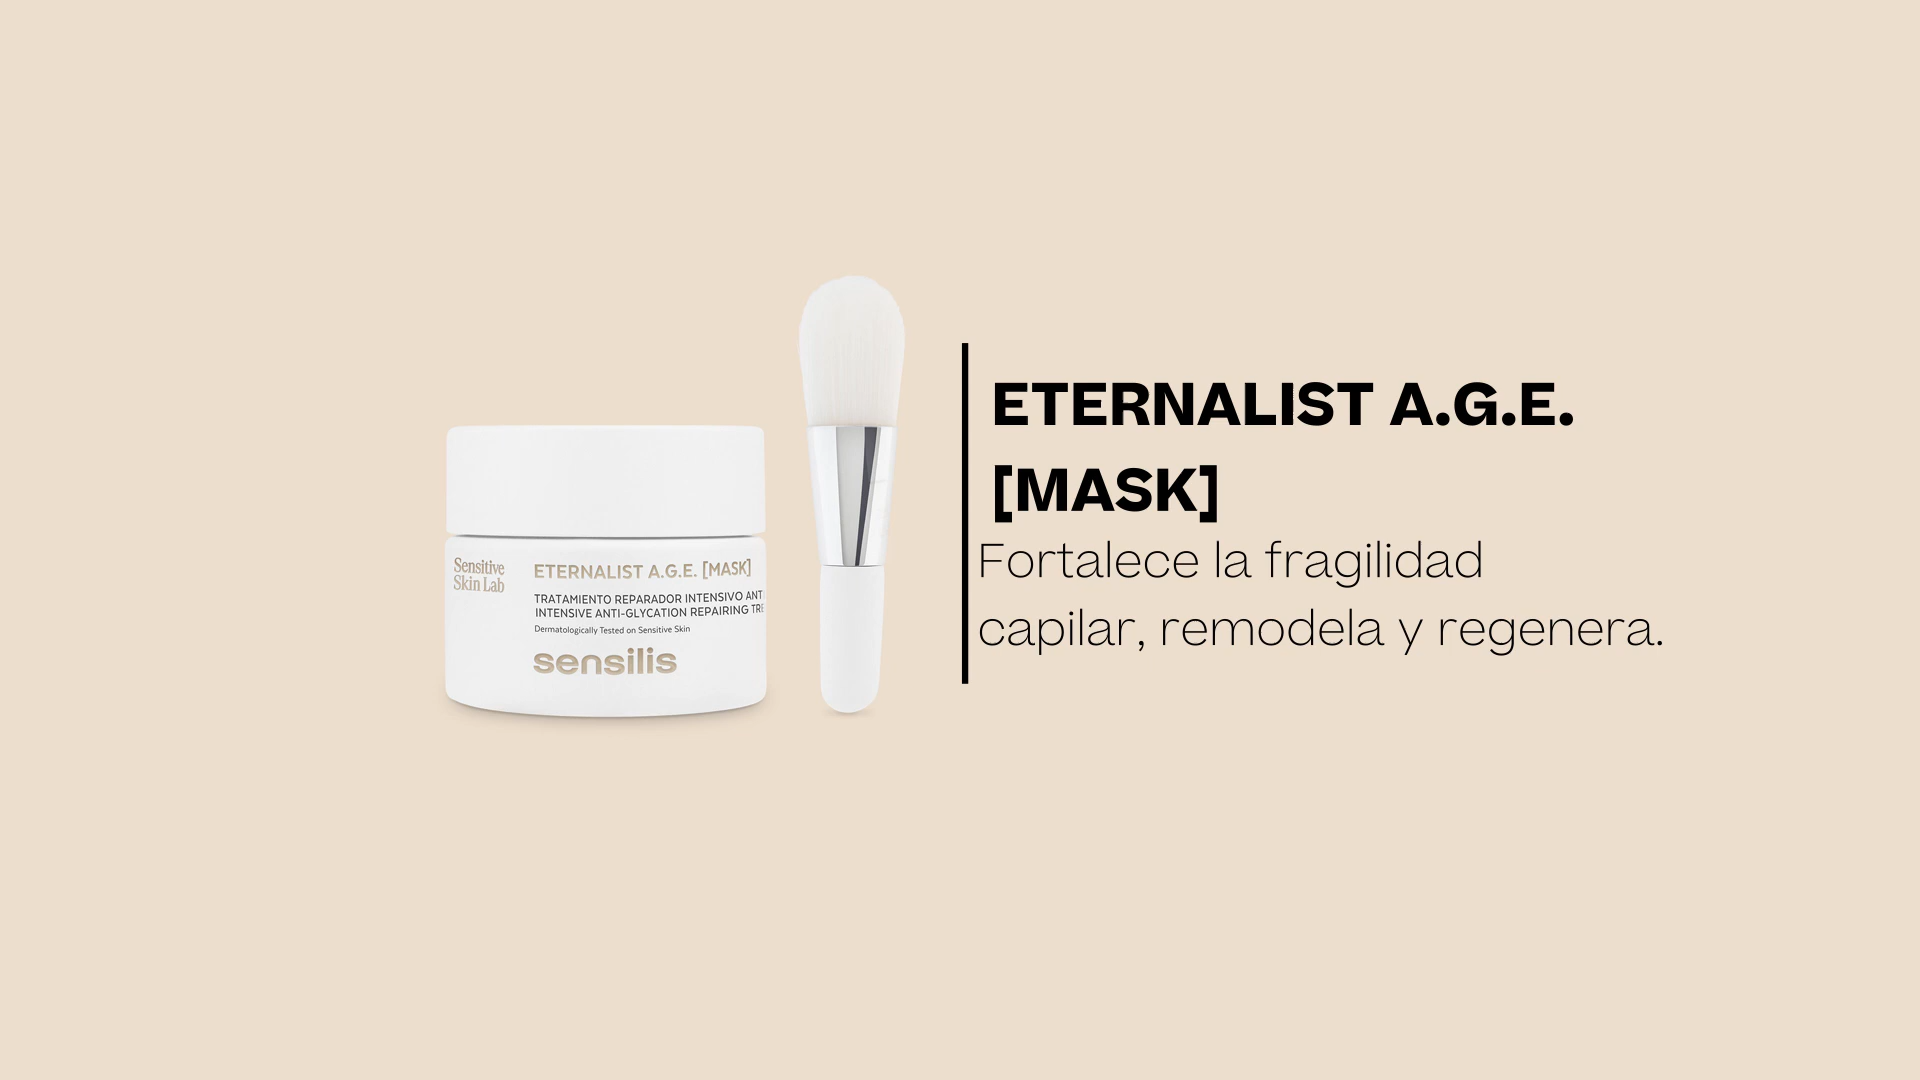 Sensitive
Skin Lab
ETERNALIST A.G.E. [MASK]
TRATAMIENTO REPARADOR INTENSIVO ANT
INTENSIVE ANTI-GLYCATION REPAIRING TRE
Dermatologically Tested on Sensitive Skin
sensilis
ETERNALIST A.G.E.
[MASK]
Fortalece la fragilidad
capilar, remodela y regenera.